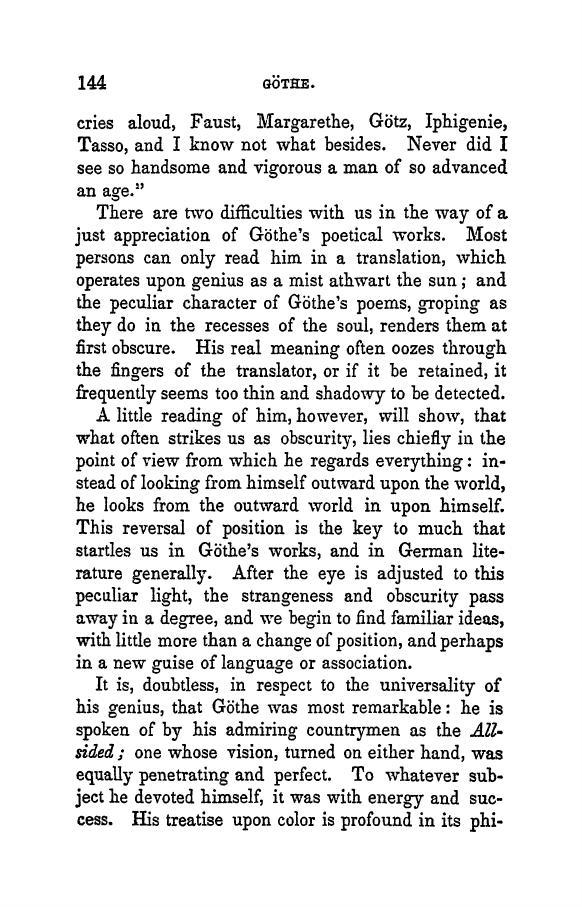 144 GÖTHE.
cries aloud, Faust, Margarethe, Götz, Iphigenie,
Tasso, and I know not what besides. Never did I
see so handsome and vigorous a man of so advanced
an age."
There are two difficulties with us in the way of a
just appreciation of Göthe's poetical works. Most
persons can only read him in a translation, which
operates upon genius as a mist athwart the sun; and
the peculiar character of Göthe's poems, groping as
they do in the recesses of the soul, renders them at
first obscure. His real meaning often oozes through
the fingers of the translator, or if it be retained, it
frequently seems too thin and shadowy to be detected.
A little reading of him, however, will show, that
what often strikes us as obscurity, lies chiefly in the
point of view from which he regards everything: in-
stead of looking from himself outward upon the world,
he looks from the outward world in upon himself.
This reversal of position is the key to much that
startles us in Göthe's works, and in German lite-
rature generally. After the eye is adjusted to this
peculiar light, the strangeness and obscurity pass
away in a degree, and we begin to find familiar ideas,
with little more than a change of position, and perhaps
in a new guise of language or association.
It is, doubtless, in respect to the universality of
his genius, that Göthe was most remarkable: he is
spoken of by his admiring countrymen as the All-
sided; one whose vision, turned on either hand, was
equally penetrating and perfect. To whatever sub-
ject he devoted himself, it was with energy and suc-
cess. His treatise upon color is profound in its phi-